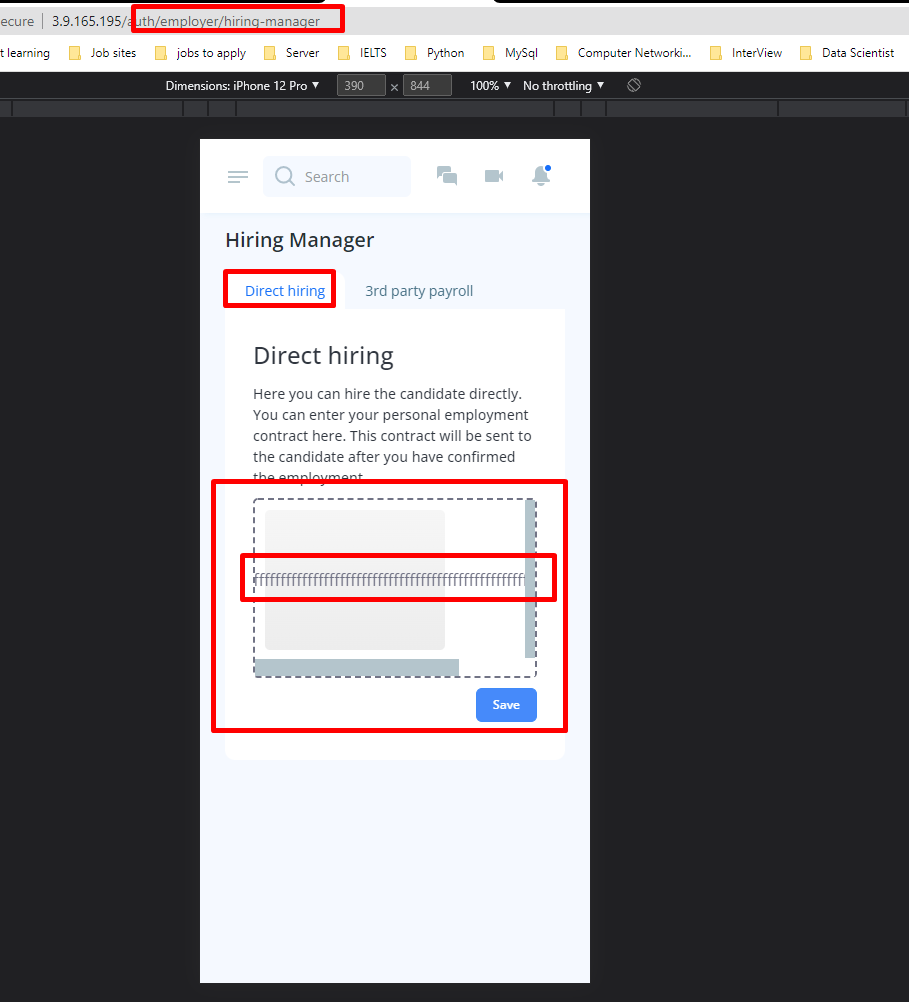 ecure | 3.9.165.195/auth/employer/hiring-manager
t learning Job sites jobs to apply Server IELTS Python MySql Computer Networki... InterView Data Scientist
Dimensions: iPhone 12 Pro ▼ 390 × 844 100% ▼ No throttling ▼
Search
Hiring Manager
Direct hiring 3rd party payroll
Direct hiring
Here you can hire the candidate directly.
You can enter your personal employment
contract here. This contract will be sent to
the candidate after you have confirmed
the employment
Save